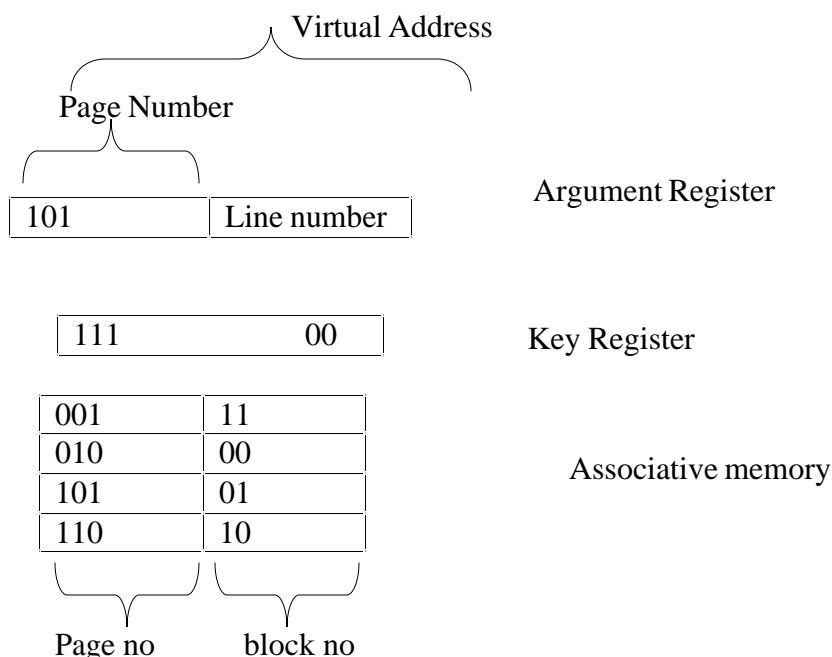 Virtual Address
Page Number
Argument Register
101 Line number
111 00 Key Register
001 11
010 00
Associative memory
101 01
110 10
Page no block no